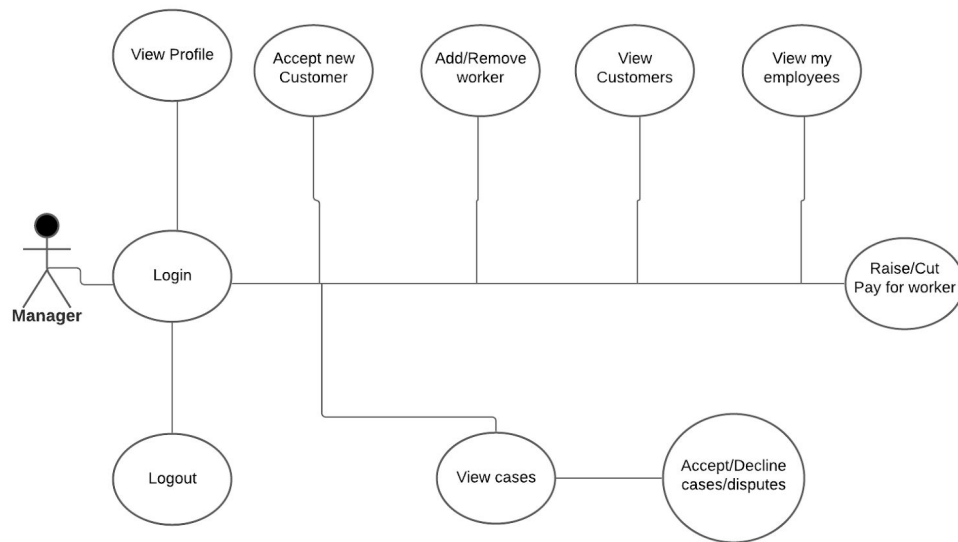 View Profile
Accept new
Customer
Add/Remove
worker
View
Customers
View my
employees
Manager
Login
Raise/Cut
Pay for worker
Logout
View cases
Accept/Decline
cases/disputes